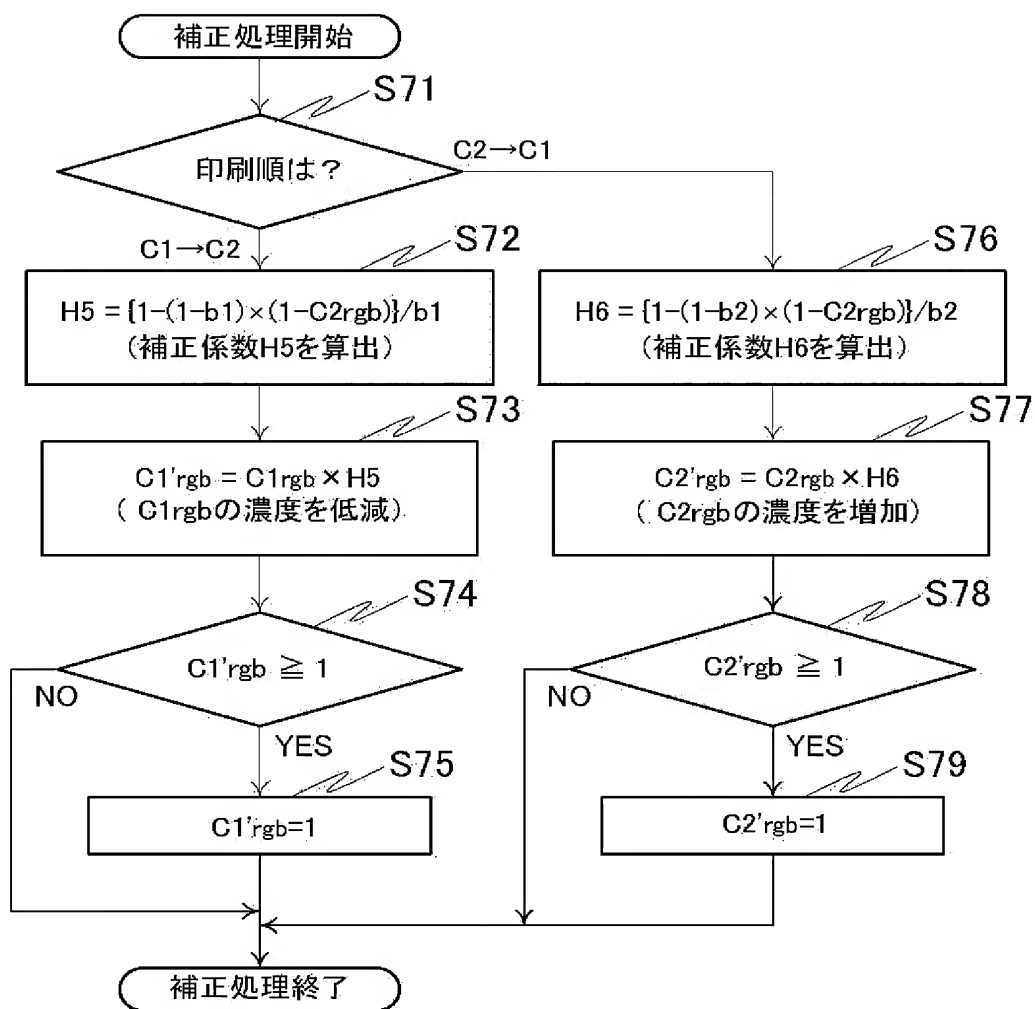 補正処理開始
S71
印刷順は？
C2→C1
C1→C2
S72
H5 = {1-(1-b1)×(1-C2rgb)}/b1
(補正係数H5を算出)
S73
C1'rgb = C1rgb × H5
( C1rgbの濃度を低減)
S74
C1'rgb ≧ 1
NO
YES
S75
C1'rgb=1
S76
H6 = {1-(1-b2)×(1-C2rgb)}/b2
(補正係数H6を算出)
S77
C2'rgb = C2rgb × H6
( C2rgbの濃度を増加)
S78
C2'rgb ≧ 1
NO
YES
S79
C2'rgb=1
補正処理終了